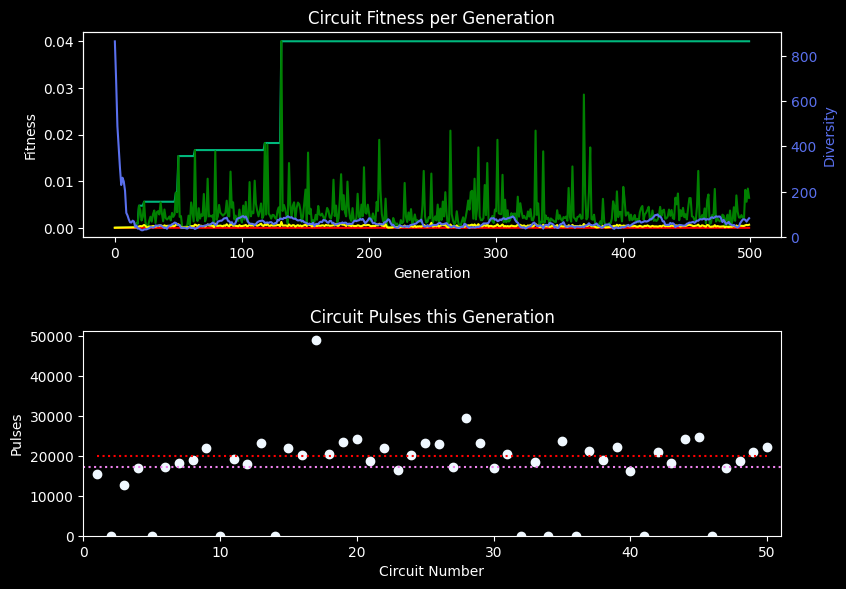 Circuit Fitness per Generation
Fitness
0.04
0.03
0.02
0.01
0.00
800
600
400
200
0
Diversity
0 100 200 300 400 500
Generation
Circuit Pulses this Generation
Pulses
50000
40000
30000
20000
10000
0
0 10 20 30 40 50
Circuit Number